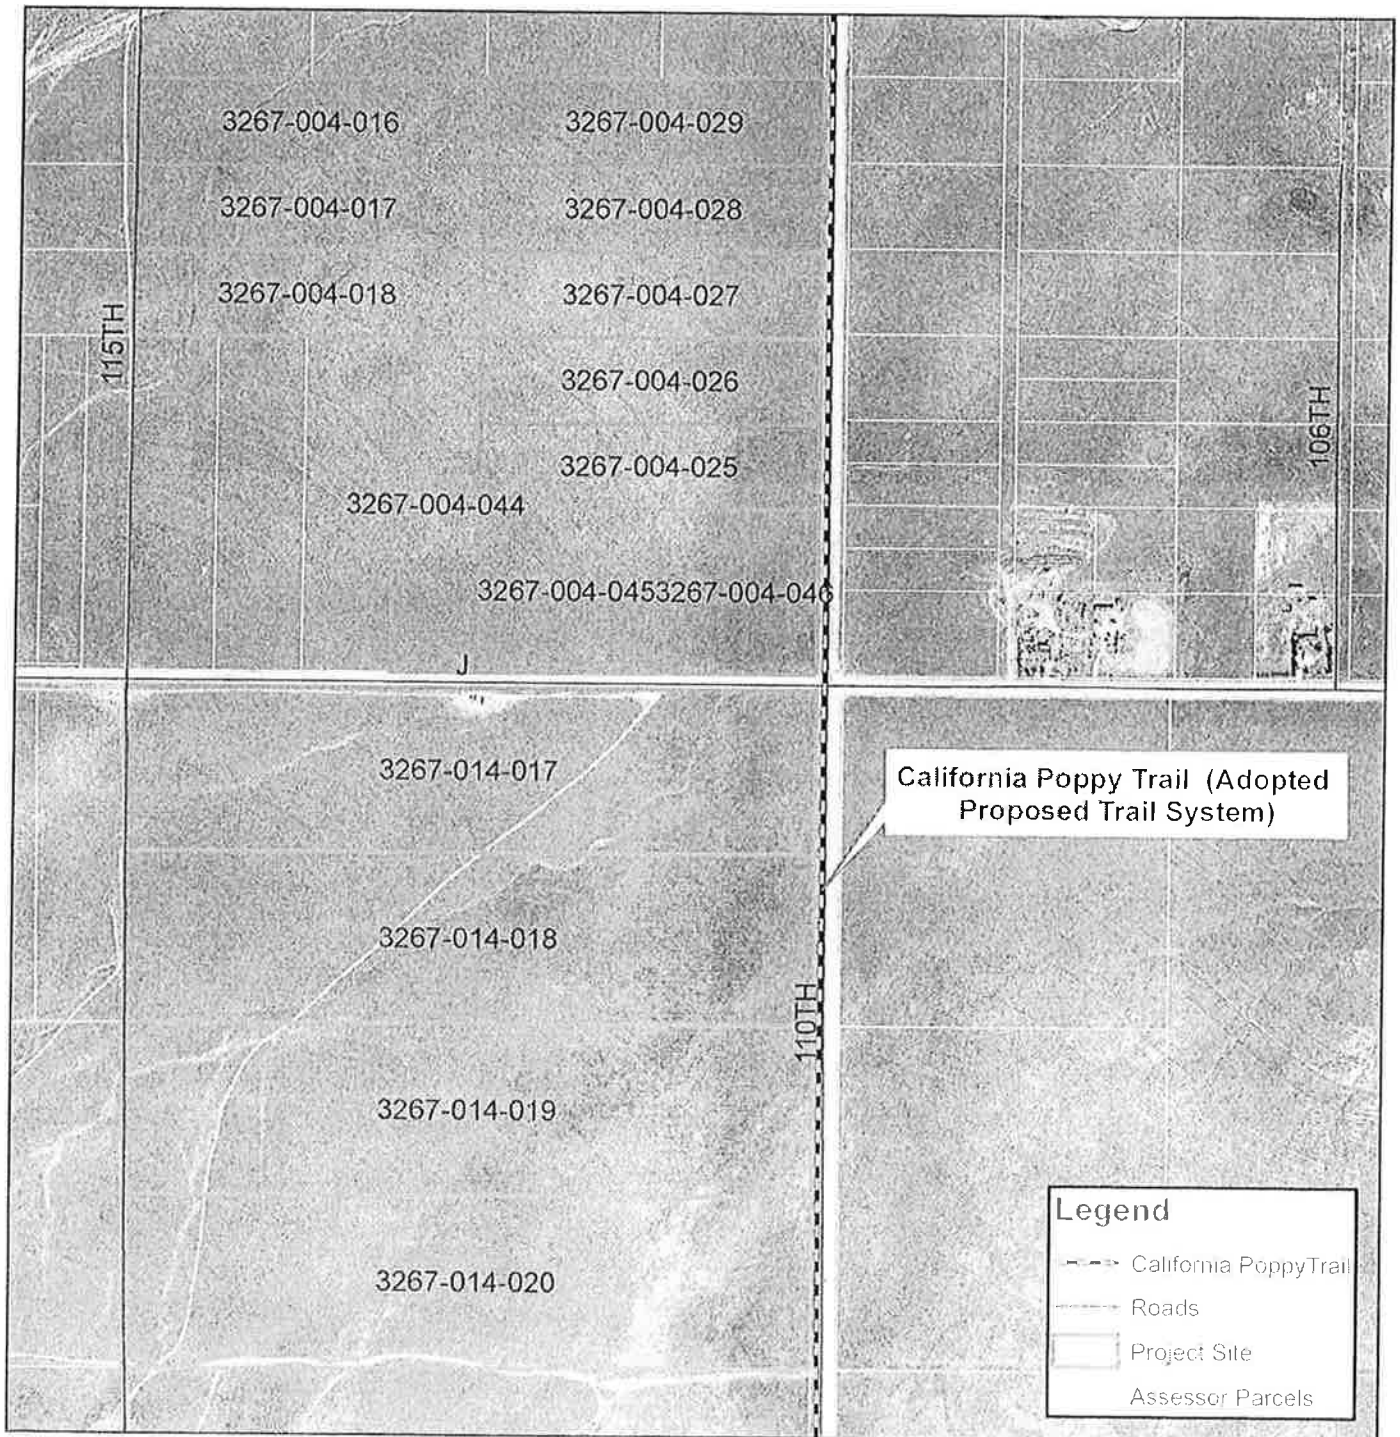 3267-004-016
3267-004-029
3267-004-017
3267-004-028
3267-004-018
3267-004-027
115TH
3267-004-026
106TH
3267-004-025
3267-004-044
3267-004-045
3267-004-046
J
3267-014-017
California Poppy Trail (Adopted
Proposed Trail System)
3267-014-018
110TH
3267-014-019
3267-014-020
Legend
California PoppyTrail
Roads
Project Site
Assessor Parcels